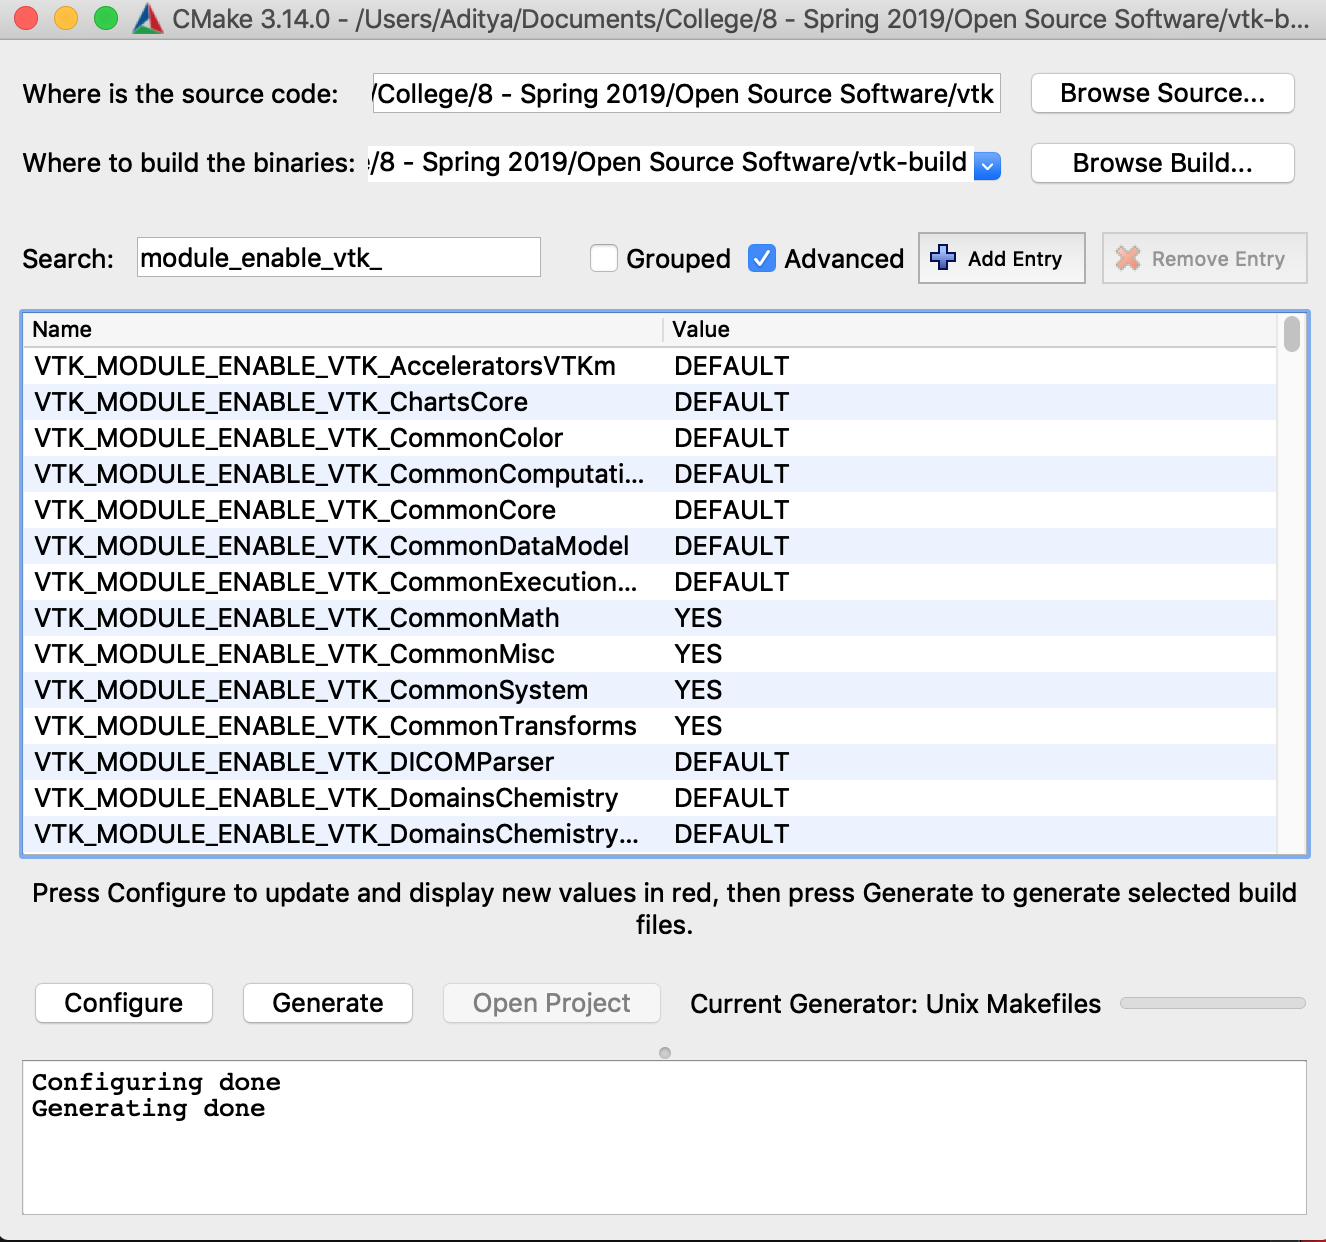 CMake 3.14.0 - /Users/Aditya/Documents/College/8 - Spring 2019/Open Source Software/vtk-b...
Where is the source code: /College/8 - Spring 2019/Open Source Software/vtk Browse Source...
Where to build the binaries: e/8 - Spring 2019/Open Source Software/vtk-build Browse Build...
Search: module_enable_vtk_ Grouped Advanced Add Entry Remove Entry
Name Value
VTK_MODULE_ENABLE_VTK_AcceleratorsVTKm DEFAULT
VTK_MODULE_ENABLE_VTK_ChartsCore DEFAULT
VTK_MODULE_ENABLE_VTK_CommonColor DEFAULT
VTK_MODULE_ENABLE_VTK_CommonComputati... DEFAULT
VTK_MODULE_ENABLE_VTK_CommonCore DEFAULT
VTK_MODULE_ENABLE_VTK_CommonDataModel DEFAULT
VTK_MODULE_ENABLE_VTK_CommonExecution... DEFAULT
VTK_MODULE_ENABLE_VTK_CommonMath YES
VTK_MODULE_ENABLE_VTK_CommonMisc YES
VTK_MODULE_ENABLE_VTK_CommonSystem YES
VTK_MODULE_ENABLE_VTK_CommonTransforms YES
VTK_MODULE_ENABLE_VTK_DICOMParser DEFAULT
VTK_MODULE_ENABLE_VTK_DomainsChemistry DEFAULT
VTK_MODULE_ENABLE_VTK_DomainsChemistry... DEFAULT
Press Configure to update and display new values in red, then press Generate to generate selected build
files.
Configure Generate Open Project Current Generator: Unix Makefiles
Configuring done
Generating done